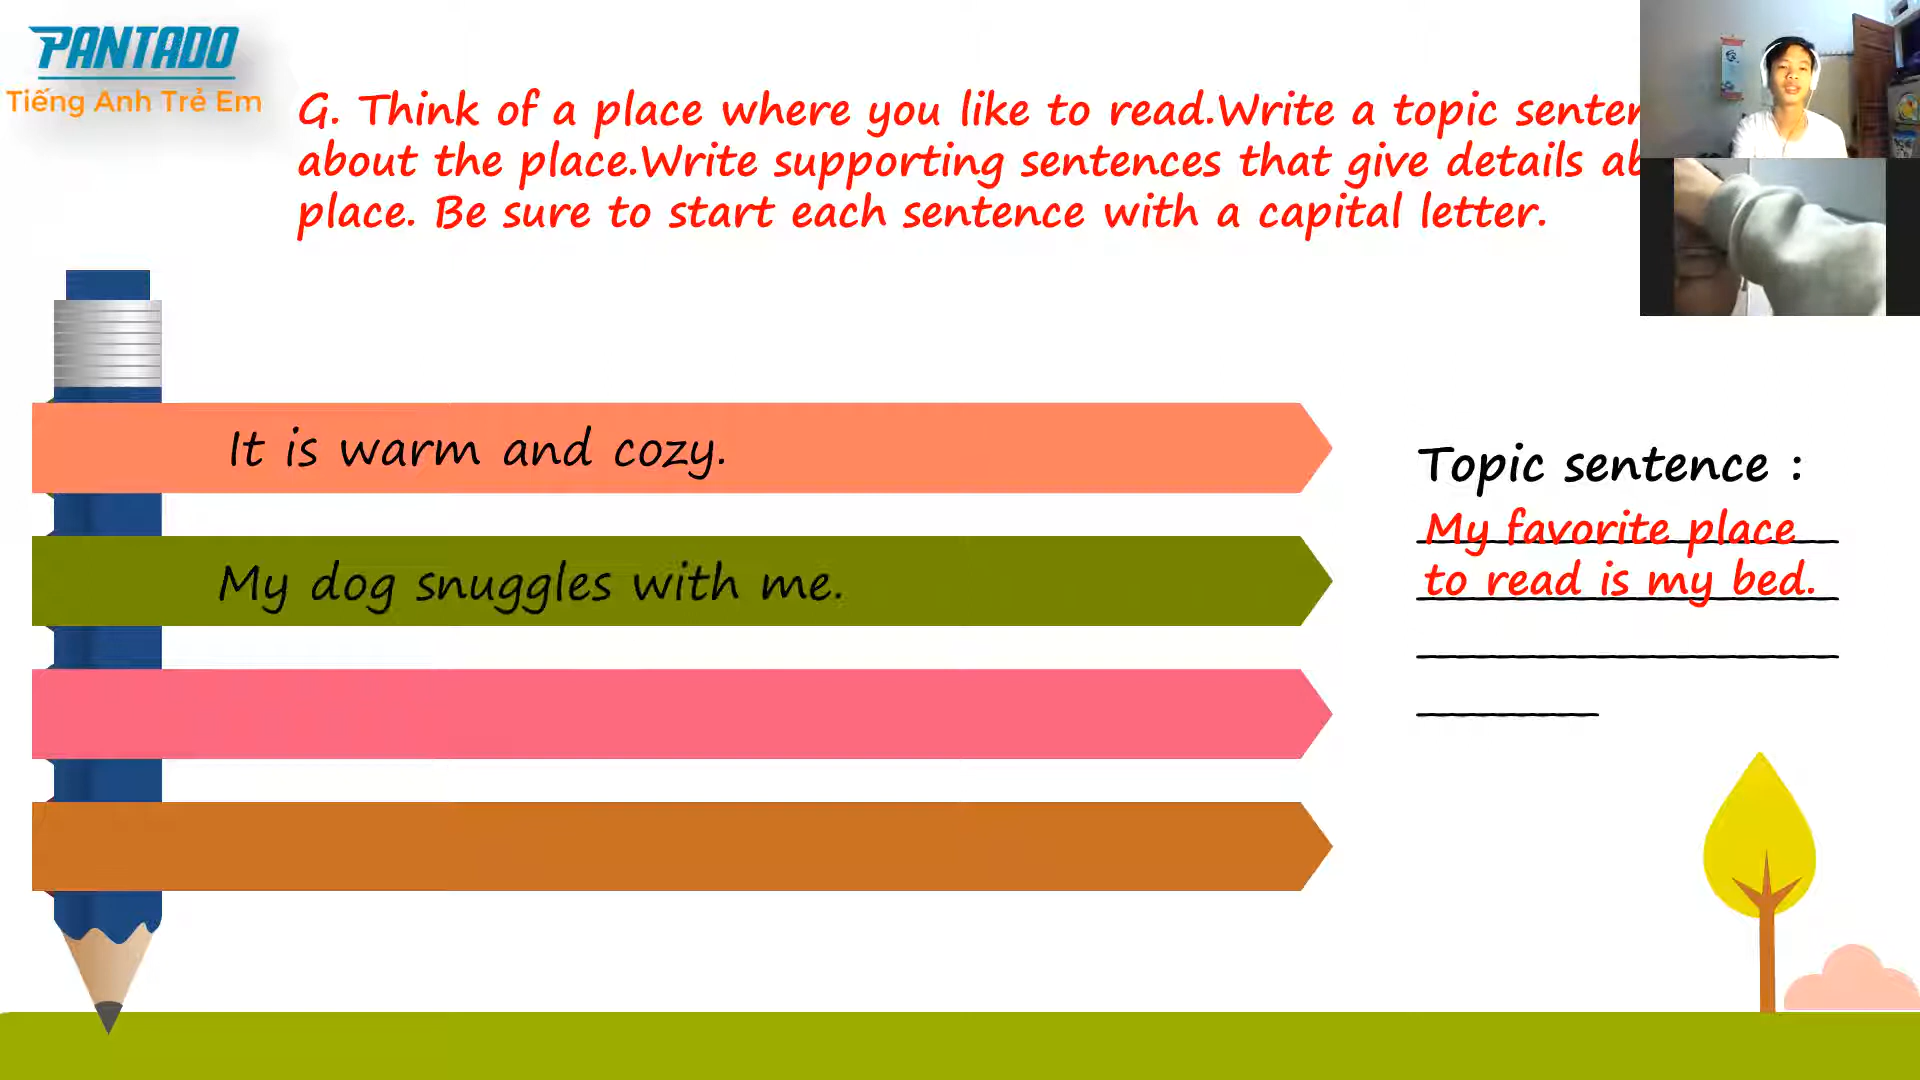 PANTADO
Tiếng Anh Trẻ Em
G. Think of a place where you like to read.Write a topic
about the place.Write supporting sentences that give details
place. Be sure to start each sentence with a capital letter.
It is warm and cozy.
My dog snuggles with me.
Topic sentence :
My favorite place
to read is my bed.